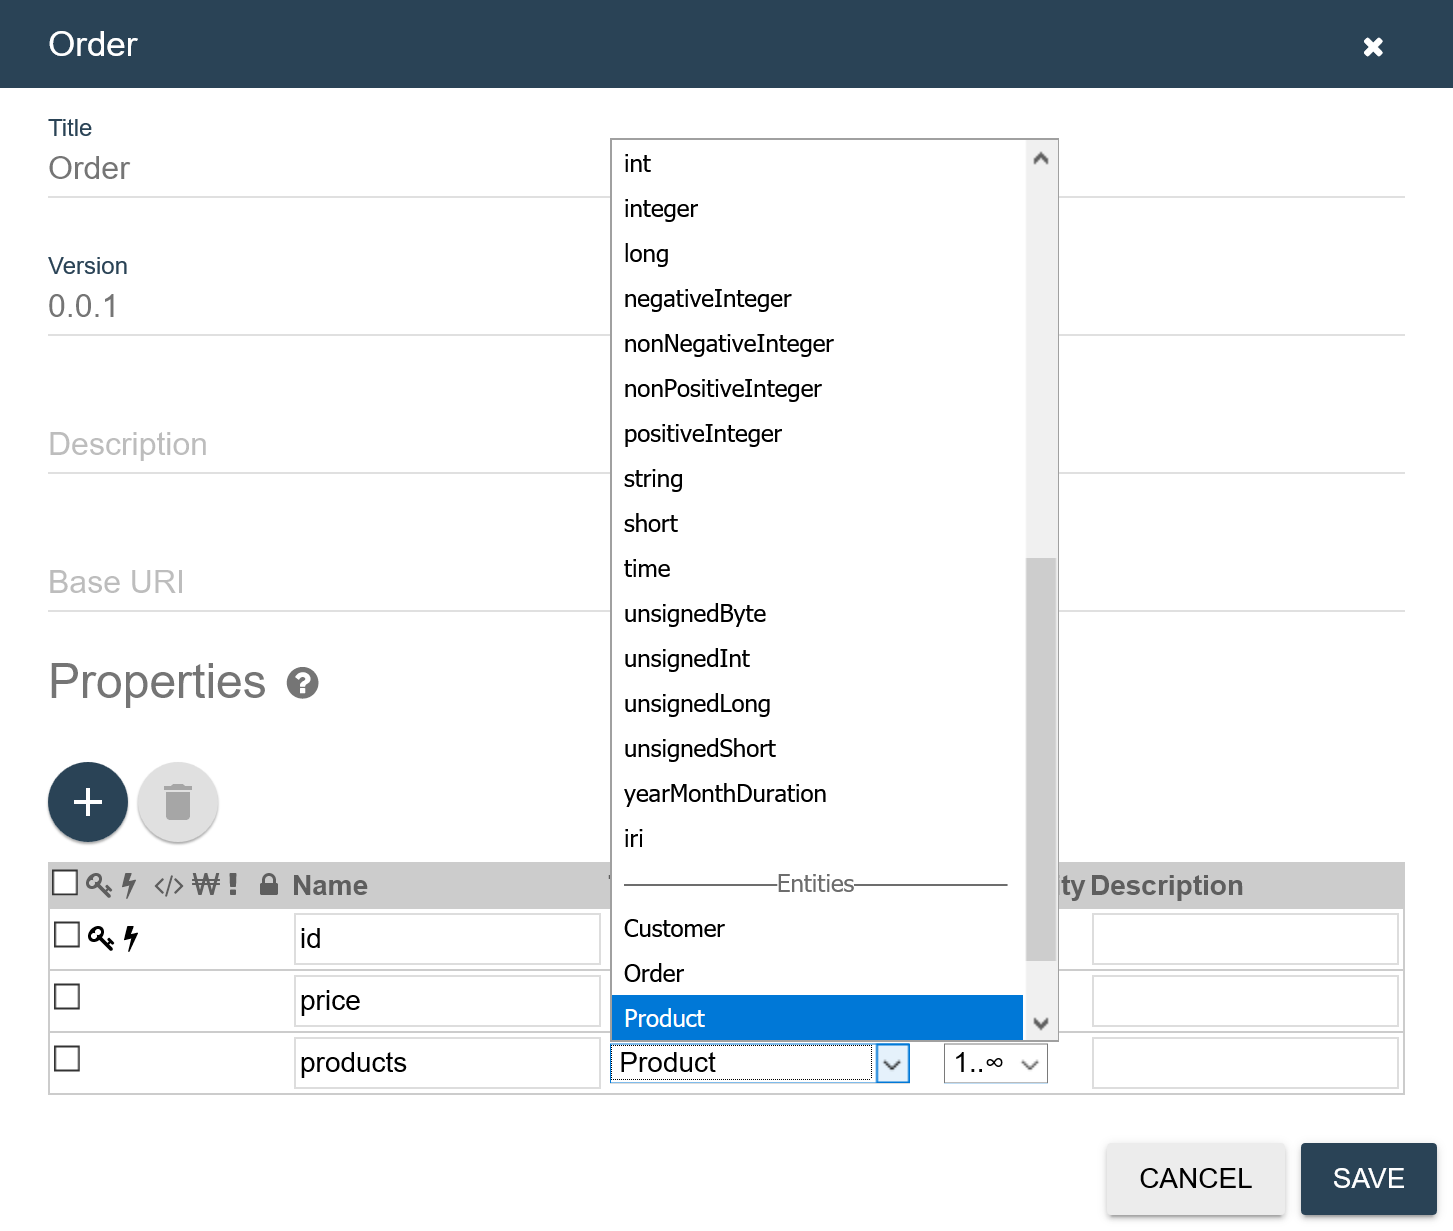 Order
Title
Order
Version
0.0.1
Description
Base URI
Properties
int
integer
long
negativeInteger
nonNegativeInteger
nonPositiveInteger
positiveInteger
string
short
time
unsignedByte
unsignedInt
unsignedLong
unsignedShort
yearMonthDuration
iri
Entities
Customer
Order
Product
Name ty Description
id
price
products Product 1..∞
CANCEL SAVE